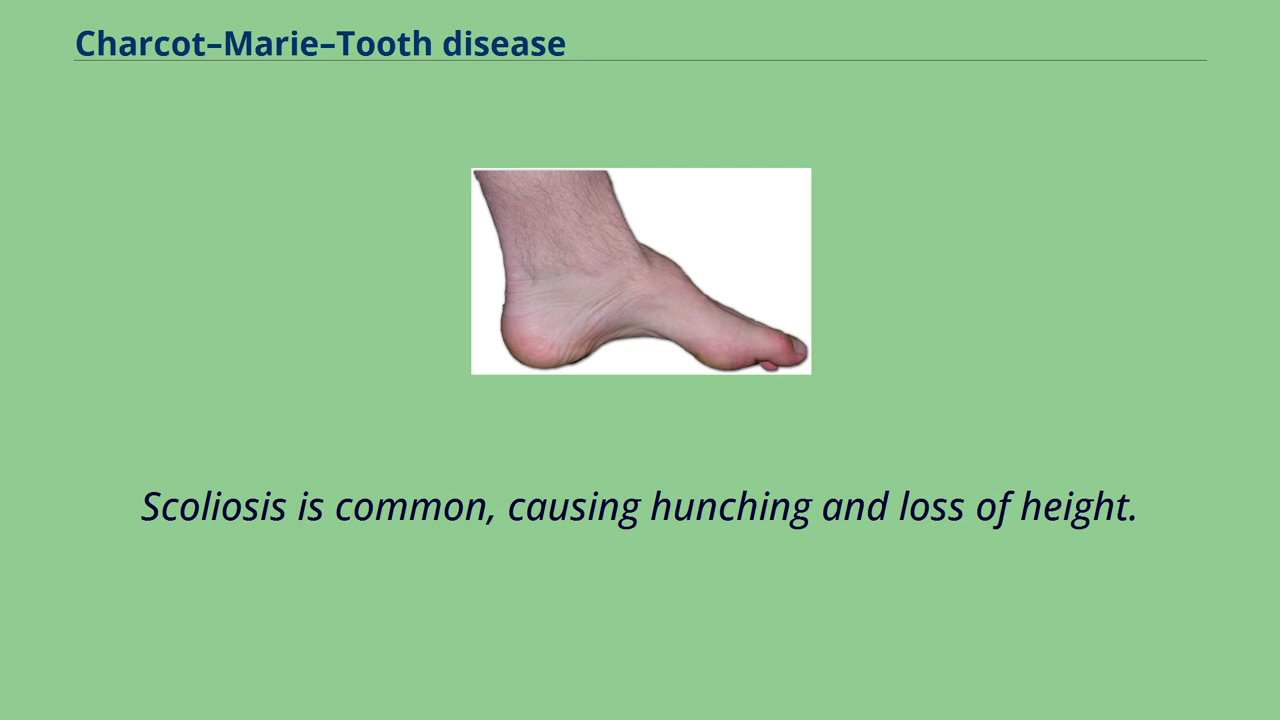 Charcot–Marie–Tooth disease
Scoliosis is common, causing hunching and loss of height.